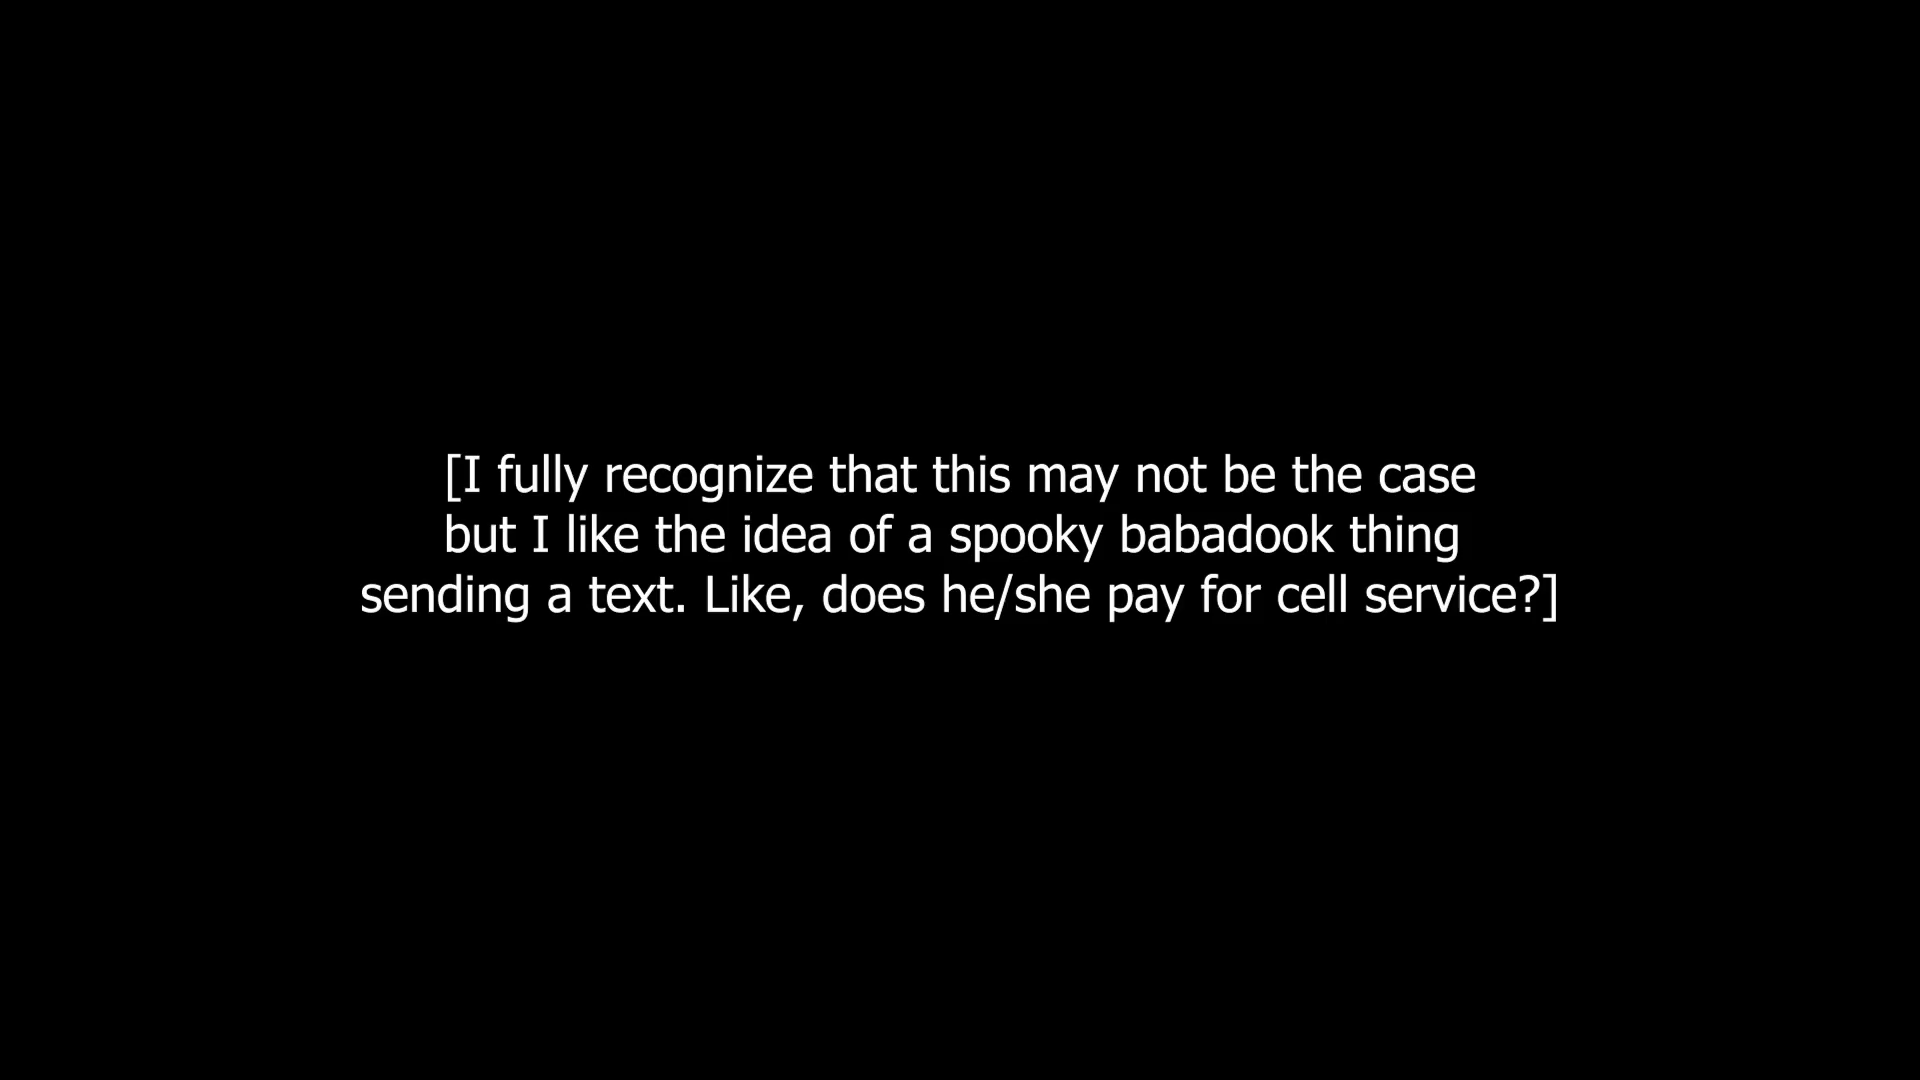 [I fully recognize that this may not be the case
but I like the idea of a spooky babadook thing
sending a text. Like, does he/she pay for cell service?]